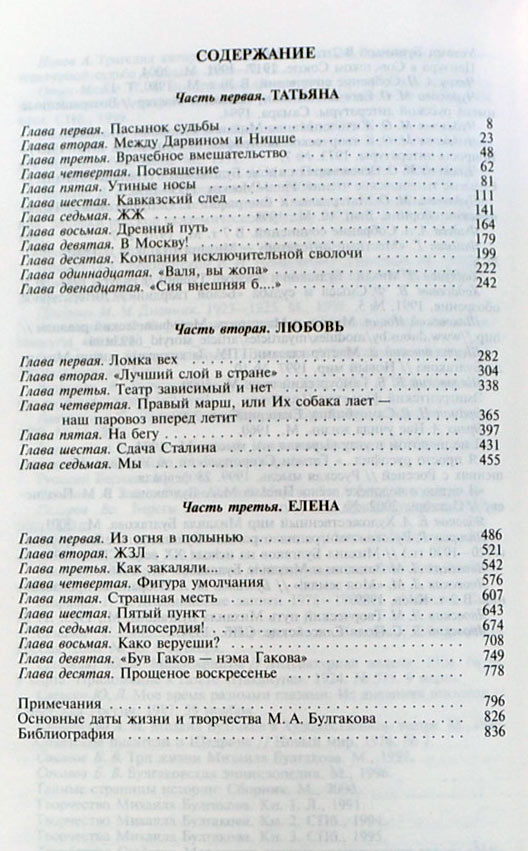 СОДЕРЖАНИЕ
Часть первая. ТАТЬЯНА
Глава первая. Пасынок судьбы 8
Глава вторая. Между Дарвином и Ницше 23
Глава третья. Врачебное вмешательство 48
Глава четвертая. Посвящение 62
Глава пятая. Утиные носы 81
Глава шестая. Кавказский след 111
Глава седьмая. ЖЖ 141
Глава восьмая. Древний путь 164
Глава девятая. В Москву! 179
Глава десятая. Компания исключительной сволочи 199
Глава одиннадцатая. «Валя, вы жопа» 222
Глава двенадцатая. «Сия внешняя б....» 242
Часть вторая. ЛЮБОВЬ
Глава первая. Ломка вех 282
Глава вторая. «Лучший слой в стране» 304
Глава третья. Театр зависимый и нет 338
Глава четвертая. Правый марш, или Их собака лает —
наш паровоз вперед летит 365
Глава пятая. На бегу 397
Глава шестая. Сдача Сталина 431
Глава седьмая. Мы 455
Часть третья. ЕЛЕНА
Глава первая. Из огня в полынью 486
Глава вторая. ЖЗЛ 521
Глава третья. Как закаляли... 542
Глава четвертая. Фигура умолчания 576
Глава пятая. Страшная месть 607
Глава шестая. Пятый пункт 643
Глава седьмая. Милосердия! 674
Глава восьмая. Како веруеши? 708
Глава девятая. «Був Гаков — нэма Гакова» 749
Глава десятая. Прощеное воскресенье 778
Примечания 796
Основные даты жизни и творчества М. А. Булгакова 826
Библиография 836